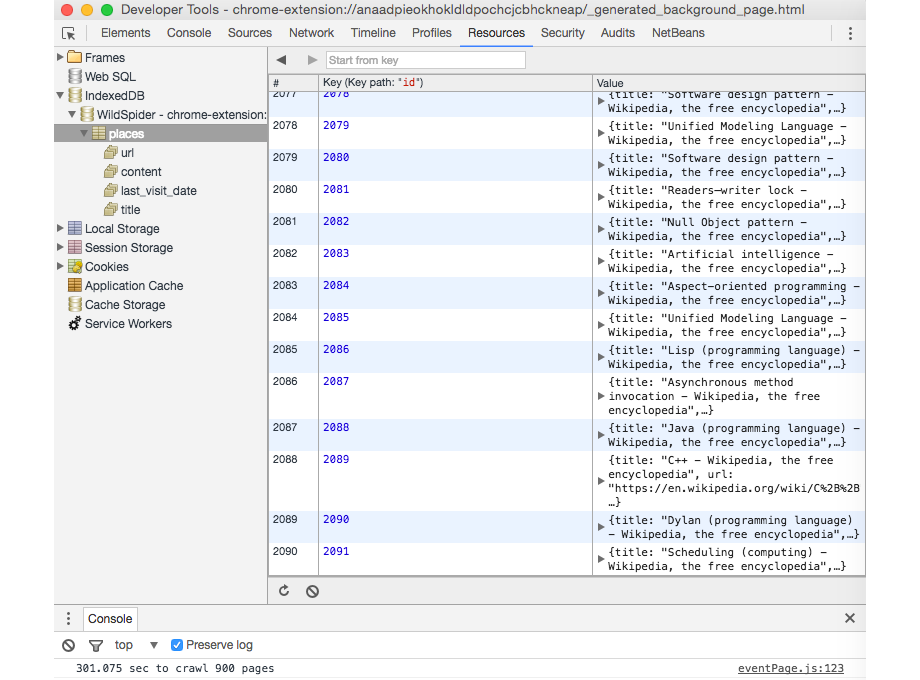 Developer Tools - chrome-extension://anaadpieokhokldldpochcjcbhckneap/_generated_background_page.html
Elements Console Sources Network Timeline Profiles Resources Security Audits NetBeans
Frames
Web SQL
IndexedDB
WildSpider - chrome-extension:
places
url
content
last_visit_date
title
Local Storage
Session Storage
Cookies
Application Cache
Cache Storage
Service Workers
Start from key
# Key (Key path: "id") Value
2077 2078 {title: "Software design pattern –
Wikipedia, the free encyclopedia",…}
2078 2079 {title: "Unified Modeling Language –
Wikipedia, the free encyclopedia",…}
2079 2080 {title: "Software design pattern –
Wikipedia, the free encyclopedia",…}
2080 2081 {title: "Readers–writer lock –
Wikipedia, the free encyclopedia",…}
2081 2082 {title: "Null Object pattern –
Wikipedia, the free encyclopedia",…}
2082 2083 {title: "Artificial intelligence –
Wikipedia, the free encyclopedia",…}
2083 2084 {title: "Aspect-oriented programming –
Wikipedia, the free encyclopedia",…}
2084 2085 {title: "Unified Modeling Language –
Wikipedia, the free encyclopedia",…}
2085 2086 {title: "Lisp (programming language) –
Wikipedia, the free encyclopedia",…}
2086 2087 {title: "Asynchronous method
invocation – Wikipedia, the free
encyclopedia",…}
2087 2088 {title: "Java (programming language) –
Wikipedia, the free encyclopedia",…}
2088 2089 {title: "C++ – Wikipedia, the free
encyclopedia", url:
"https://en.wikipedia.org/wiki/C%2B%2B
…}
2089 2090 {title: "Dylan (programming language)
– Wikipedia, the free encyclopedia",…}
2090 2091 {title: "Scheduling (computing) –
Wikipedia, the free encyclopedia",…}
Console
top Preserve log
301.075 sec to crawl 900 pages eventPage.js:123